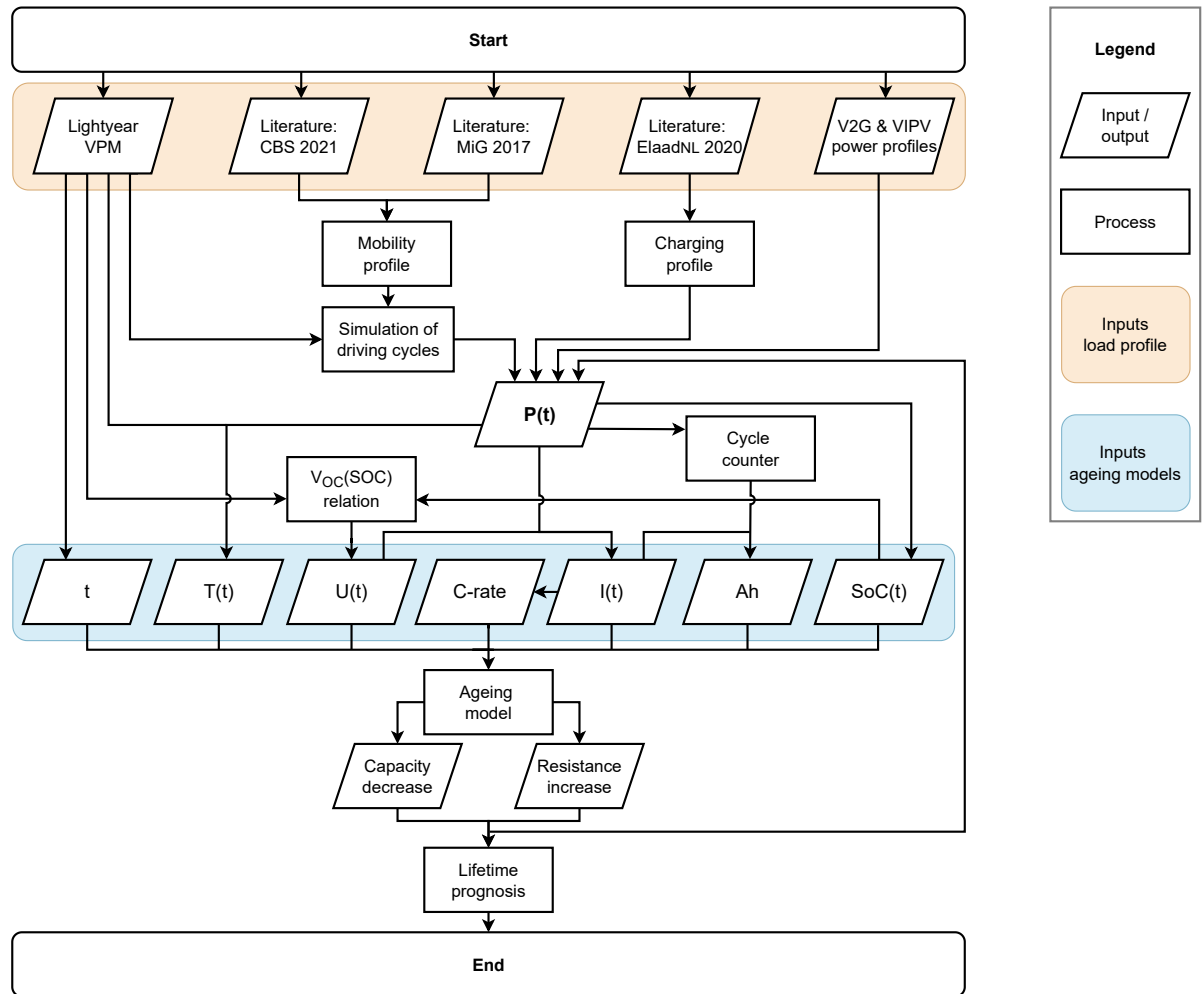 Start
Legend
Lightyear
VPM
Literature:
CBS 2021
Literature:
MiG 2017
Literature:
ElaadNL 2020
V2G & VIPV
power profiles
Input /
output
Mobility
profile
Charging
profile
Process
Simulation of
driving cycles
Inputs
load profile
P(t)
Cycle
counter
Inputs
ageing models
VOC(SOC)
relation
t
T(t)
U(t)
C-rate
I(t)
Ah
SoC(t)
Ageing
model
Capacity
decrease
Resistance
increase
Lifetime
prognosis
End